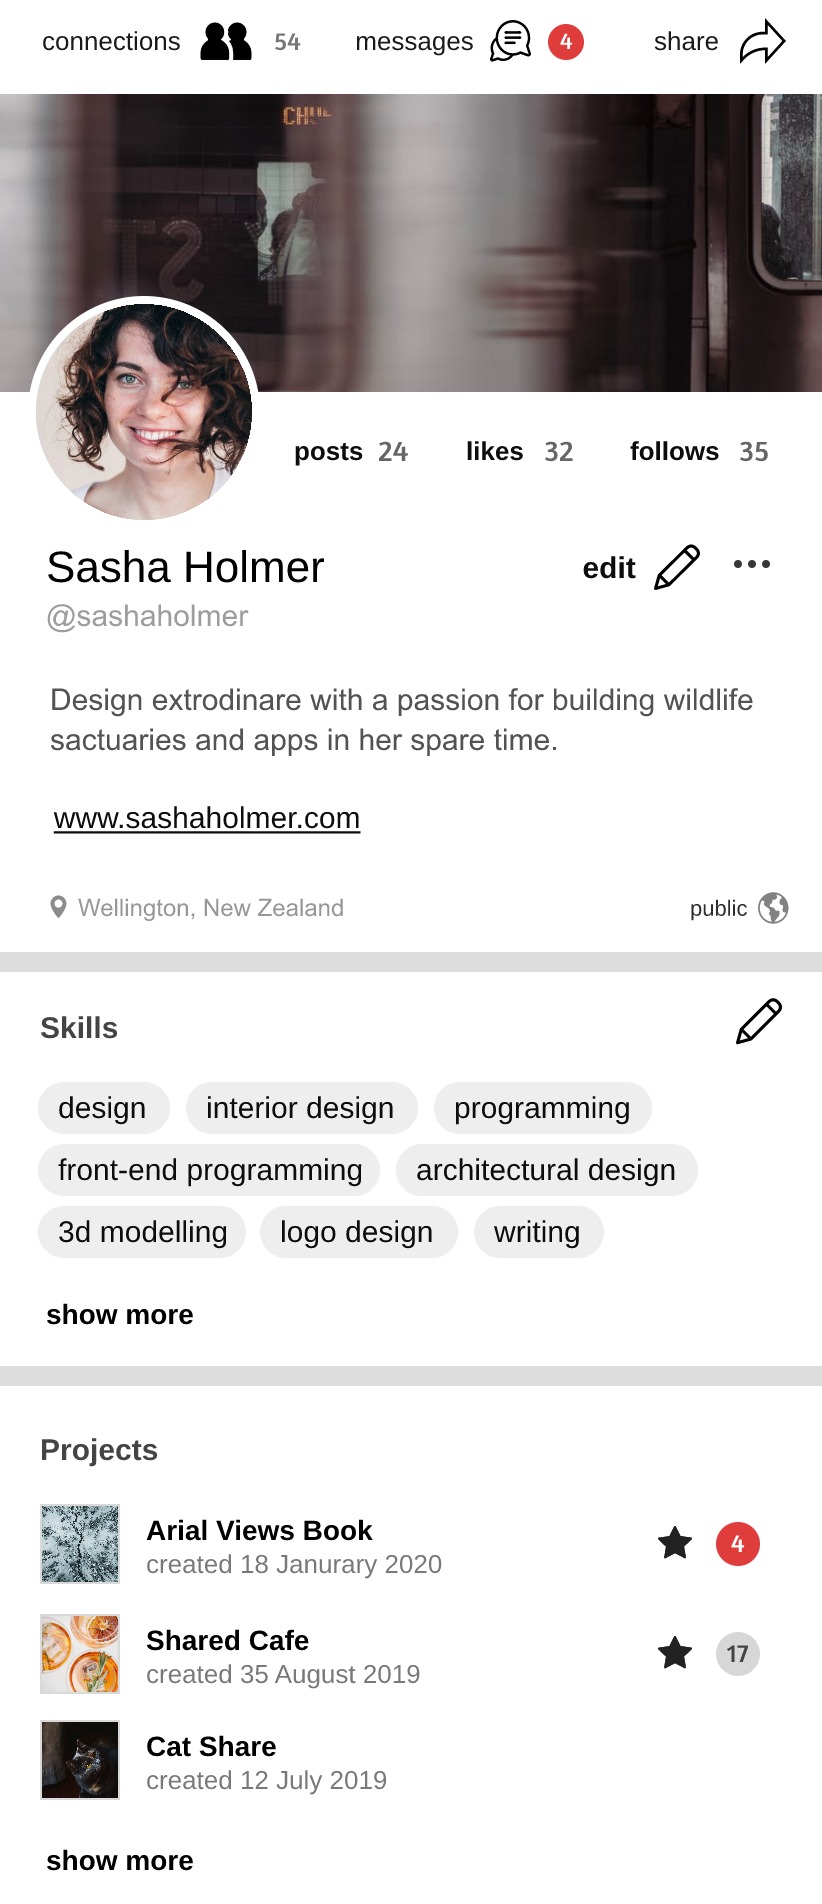 connections 54 messages 4 share
posts 24 likes 32 follows 35
Sasha Holmer edit
@sashaholmer
Design extrodinare with a passion for building wildlife
sactuaries and apps in her spare time.
www.sashaholmer.com
Wellington, New Zealand public
Skills
design interior design programming
front-end programming architectural design
3d modelling logo design writing
show more
Projects
Arial Views Book 4
created 18 Janurary 2020
Shared Cafe 17
created 35 August 2019
Cat Share
created 12 July 2019
show more